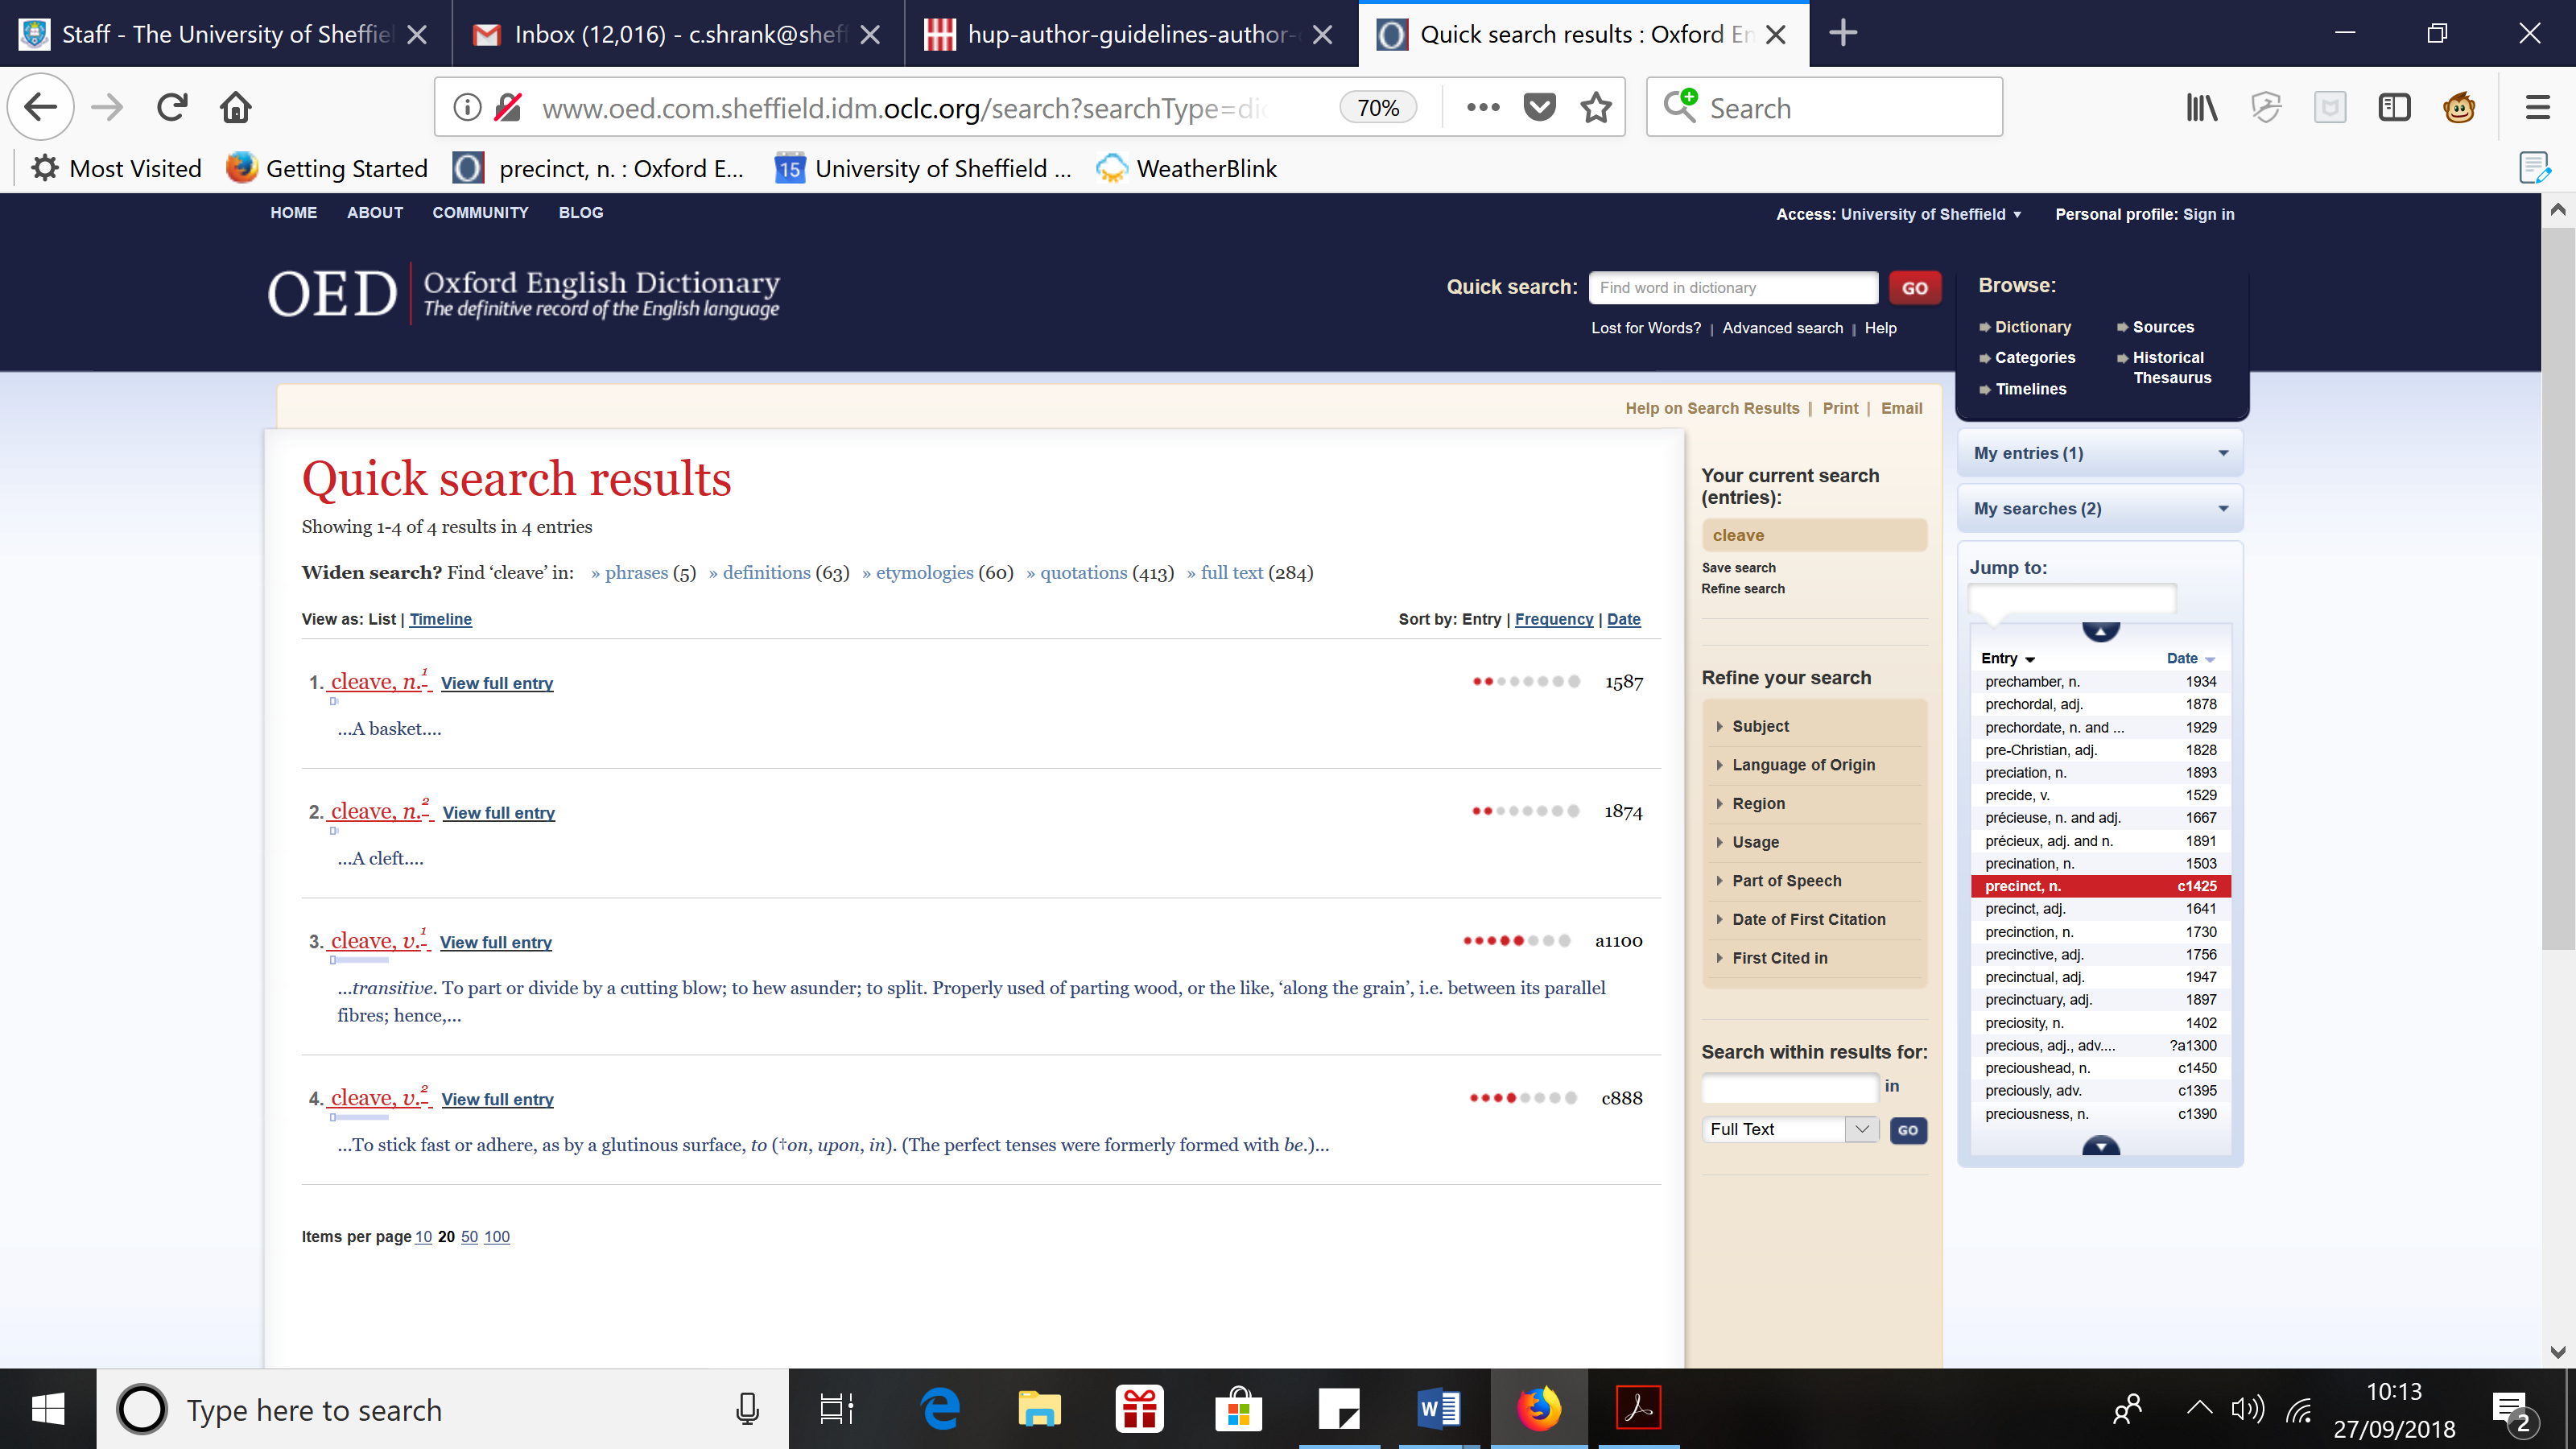 Staff - The University of Sheffiel
Inbox (12,016) - c.shrank@sheff
hup-author-guidelines-author-
Quick search results : Oxford En
www.oed.com.sheffield.idm.oclc.org/search?searchType=dic
70%
Search
Most Visited
Getting Started
precinct, n. : Oxford E...
15
University of Sheffield ...
WeatherBlink
HOME ABOUT COMMUNITY BLOG
Access: University of Sheffield
Personal profile: Sign in
OED
Oxford English Dictionary
The definitive record of the English language
Quick search:
Find word in dictionary
GO
Lost for Words? | Advanced search | Help
Browse:
Dictionary
Categories
Timelines
Sources
Historical
Thesaurus
Help on Search Results | Print | Email
Quick search results
Showing 1-4 of 4 results in 4 entries
Widen search? Find ‘cleave’ in: » phrases (5) » definitions (63) » etymologies (60) » quotations (413) » full text (284)
View as: List | Timeline
Sort by: Entry | Frequency | Date
1. cleave, n.1 View full entry 1587
...A basket....
2. cleave, n.2 View full entry 1874
...A cleft....
3. cleave, v.1 View full entry a1100
...transitive. To part or divide by a cutting blow; to hew asunder; to split. Properly used of parting wood, or the like, ‘along the grain’, i.e. between its parallel
fibres; hence,...
4. cleave, v.2 View full entry c888
...To stick fast or adhere, as by a glutinous surface, to (†on, upon, in). (The perfect tenses were formerly formed with be.)...
Items per page 10 20 50 100
Your current search
(entries):
cleave
Save search
Refine search
Refine your search
Subject
Language of Origin
Region
Usage
Part of Speech
Date of First Citation
First Cited in
Search within results for:
in
Full Text
GO
My entries (1)
My searches (2)
Jump to:
Entry Date
prechamber, n. 1934
prechordal, adj. 1878
prechordate, n. and ... 1929
pre-Christian, adj. 1828
preciation, n. 1893
precide, v. 1529
précieuse, n. and adj. 1667
précieux, adj. and n. 1891
precination, n. 1503
precinct, n. c1425
precinct, adj. 1641
precinction, n. 1730
precinctive, adj. 1756
precinctual, adj. 1947
precinctuary, adj. 1897
preciosity, n. 1402
precious, adj., adv.... ?a1300
precioushead, n. c1450
preciously, adv. c1395
preciousness, n. c1390
Type here to search
10:13
27/09/2018
2